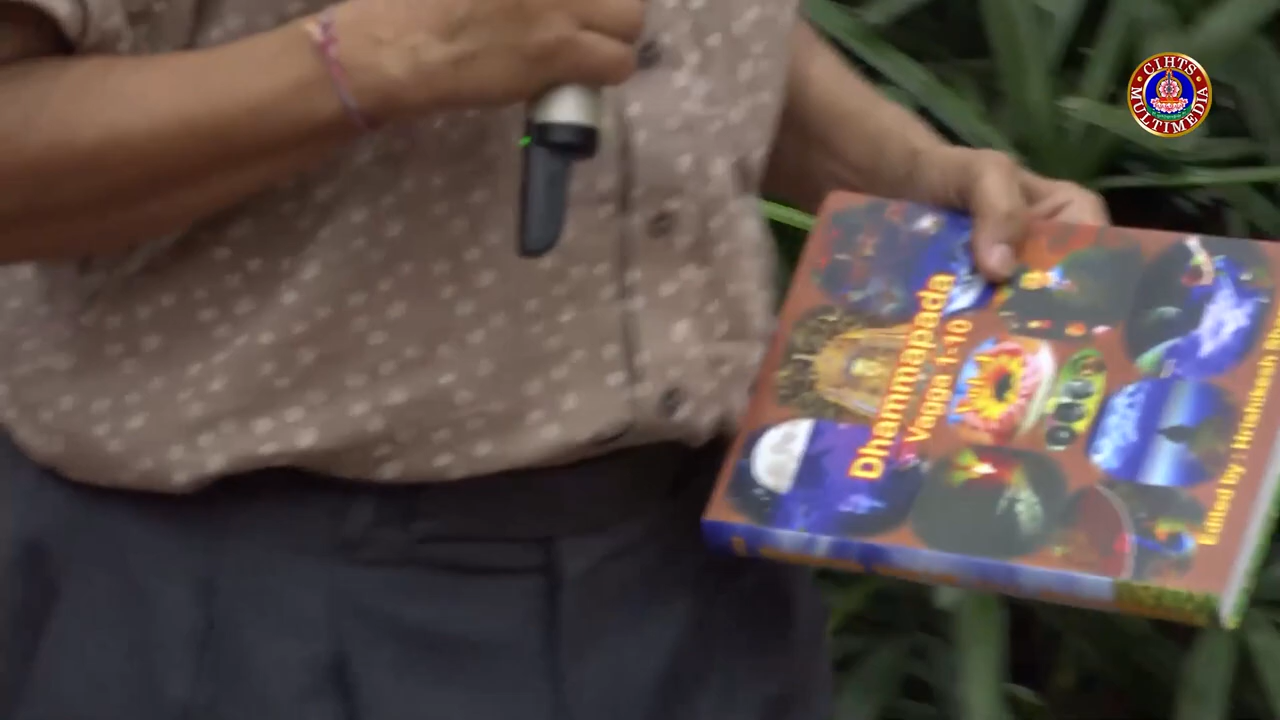 CIHTS
MULTIMEDIA
Dhammapada
Vagga 1-10
Edited by : Hrishikesh